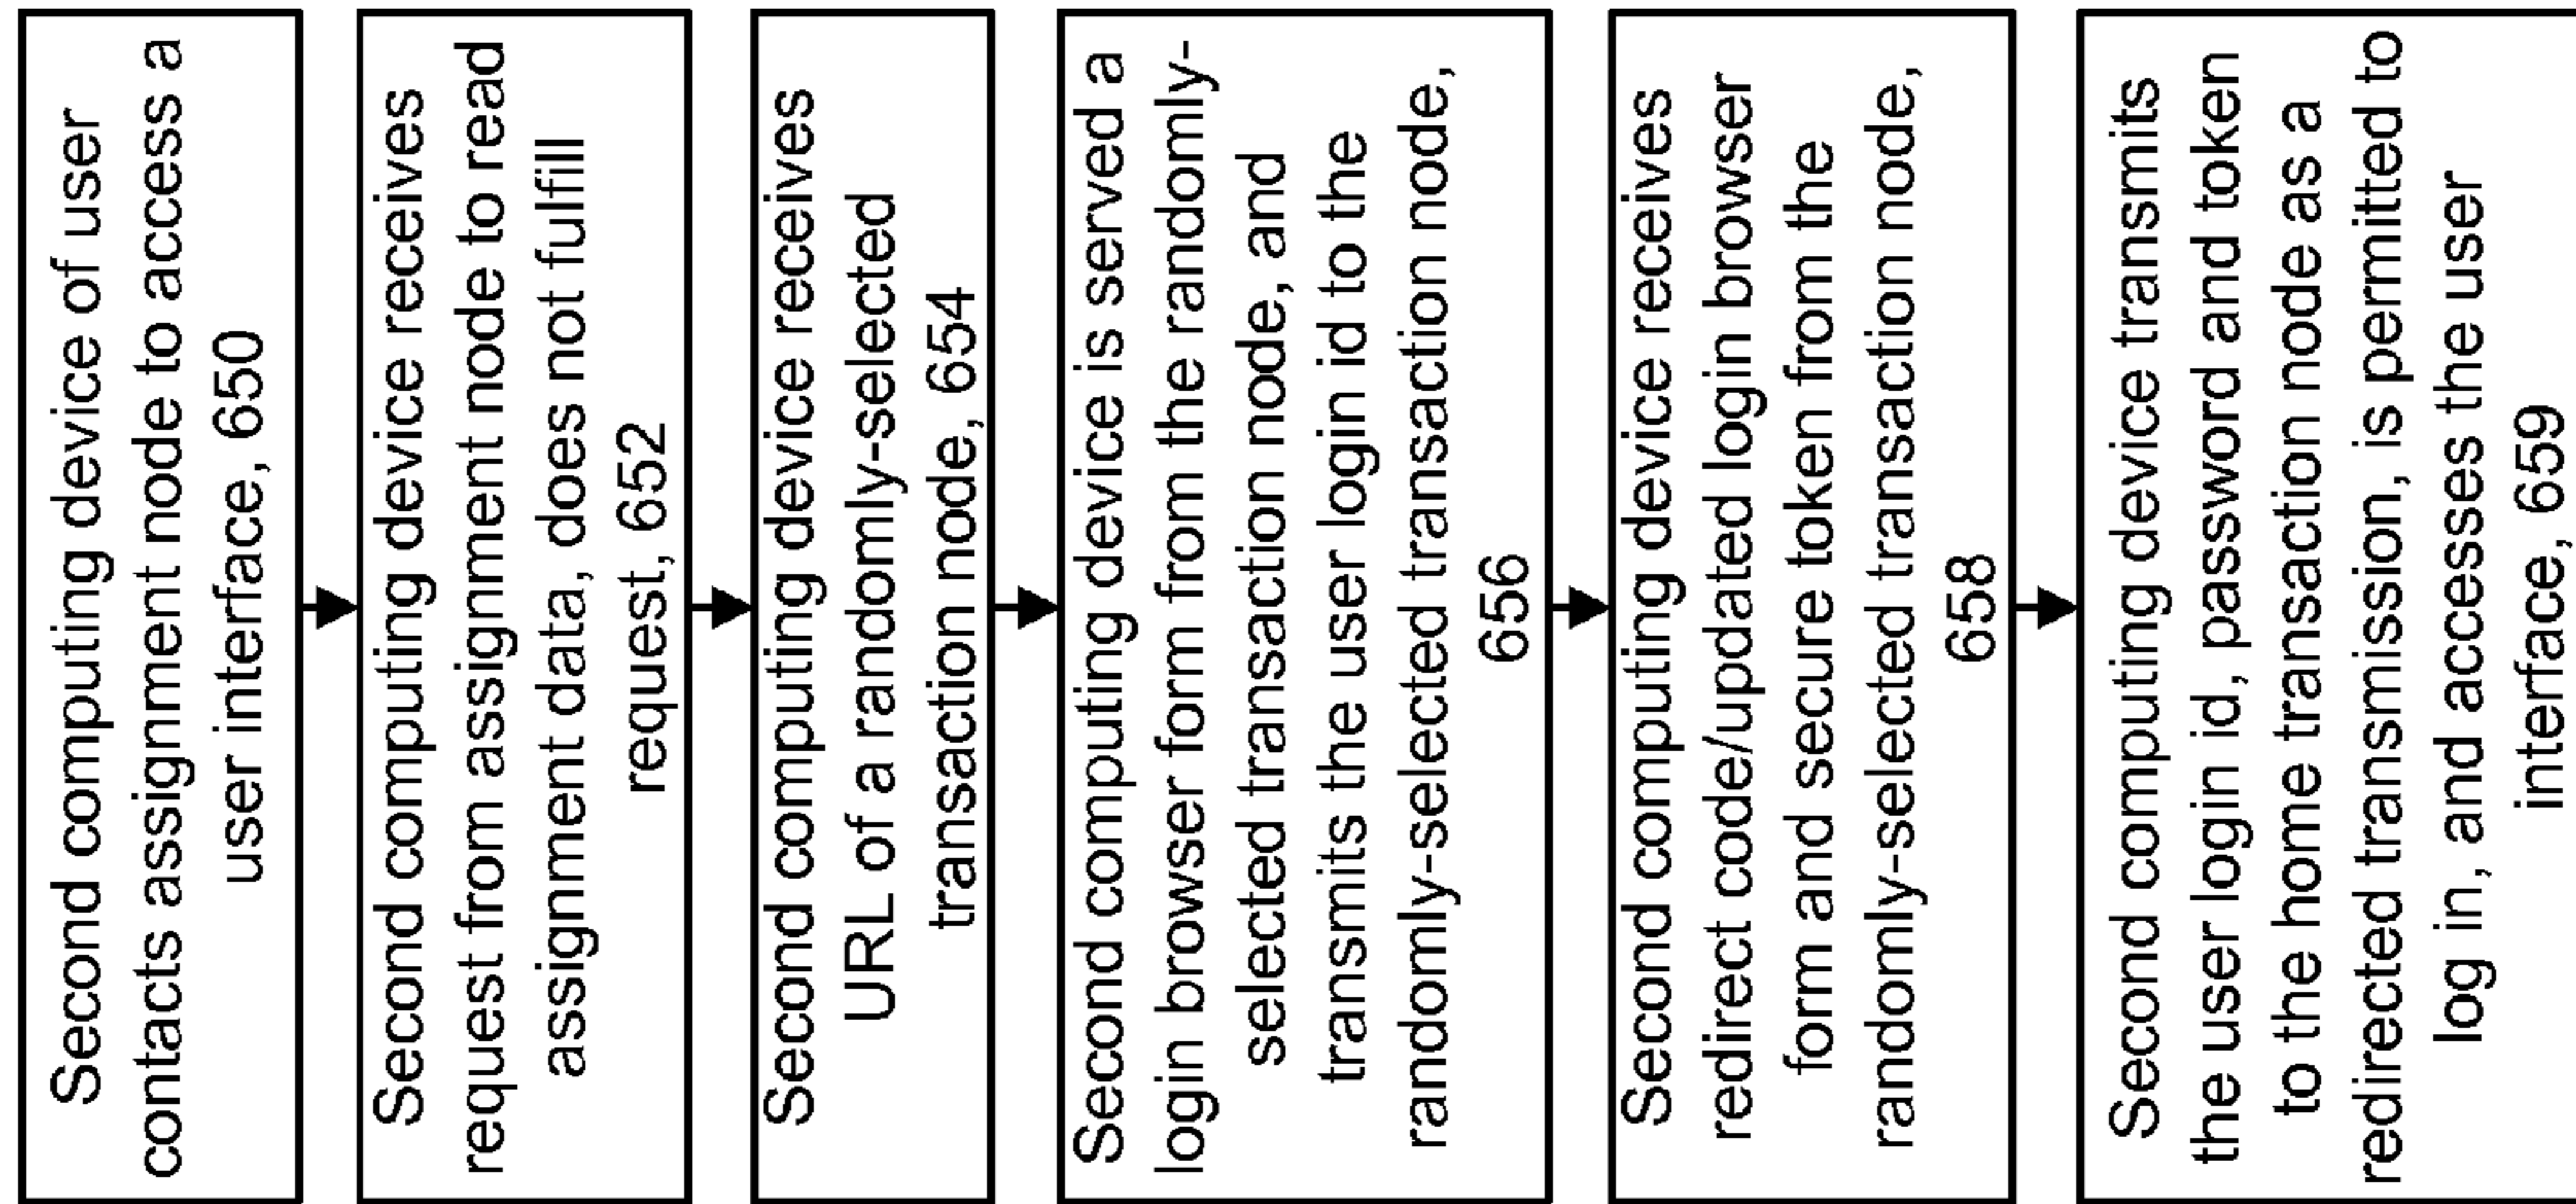 Second computing device of user
contacts assignment node to access a
user interface, 650
Second computing device receives
request from assignment node to read
assignment data, does not fulfill
request, 652
Second computing device receives
URL of a randomly-selected
transaction node, 654
Second computing device is served a
login browser form from the randomly-
selected transaction node, and
transmits the user login id to the
randomly-selected transaction node,
656
Second computing device receives
redirect code/updated login browser
form and secure token from the
randomly-selected transaction node,
658
Second computing device transmits
the user login id, password and token
to the home transaction node as a
redirected transmission, is permitted to
log in, and accesses the user
interface, 659